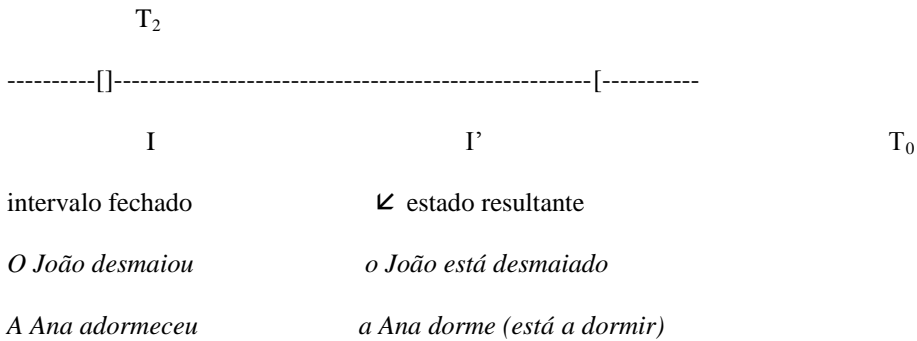 T₂
----------[]------------------------------------------------------[-----------
I I’ T₀
intervalo fechado ↙ estado resultante
O João desmaiou o João está desmaiado
A Ana adormeceu a Ana dorme (está a dormir)